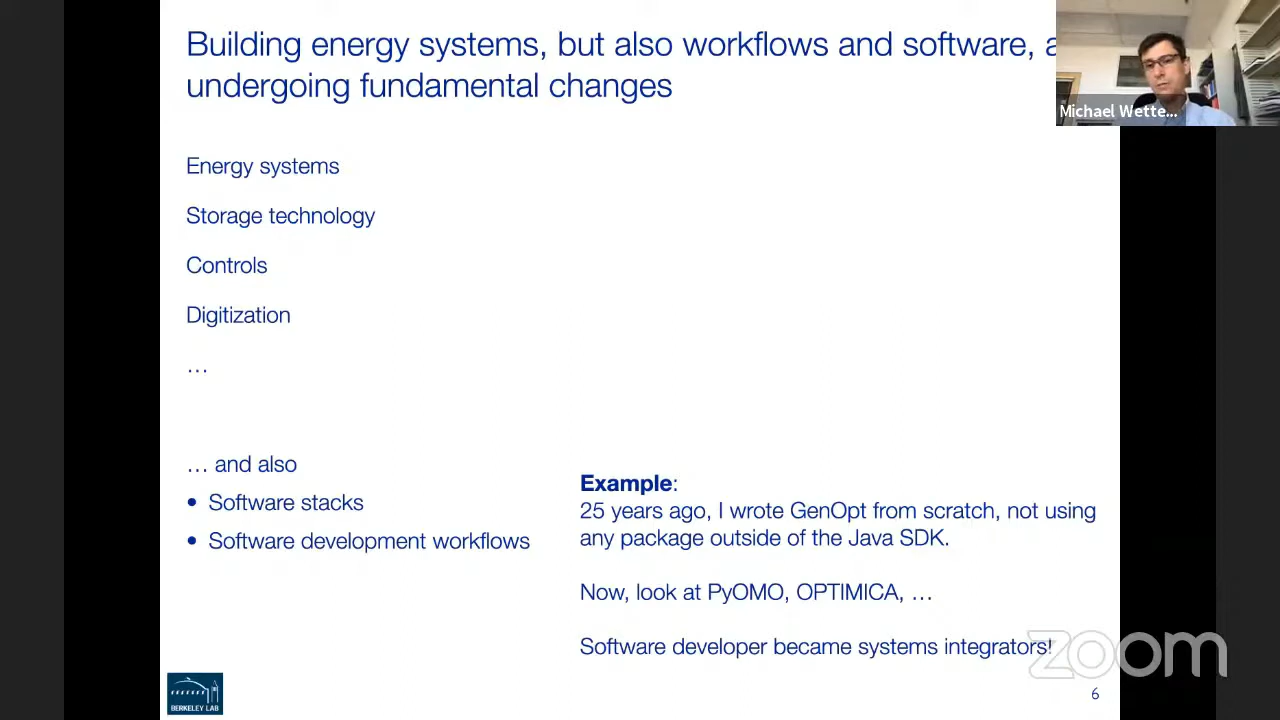 Building energy systems, but also workflows and software, a
undergoing fundamental changes
Michael Wette...
Energy systems
Storage technology
Controls
Digitization
…
… and also
• Software stacks
• Software development workflows
Example:
25 years ago, I wrote GenOpt from scratch, not using
any package outside of the Java SDK.
Now, look at PyOMO, OPTIMICA, …
Software developer became systems integrators!
zoom
BERKELEY LAB
6